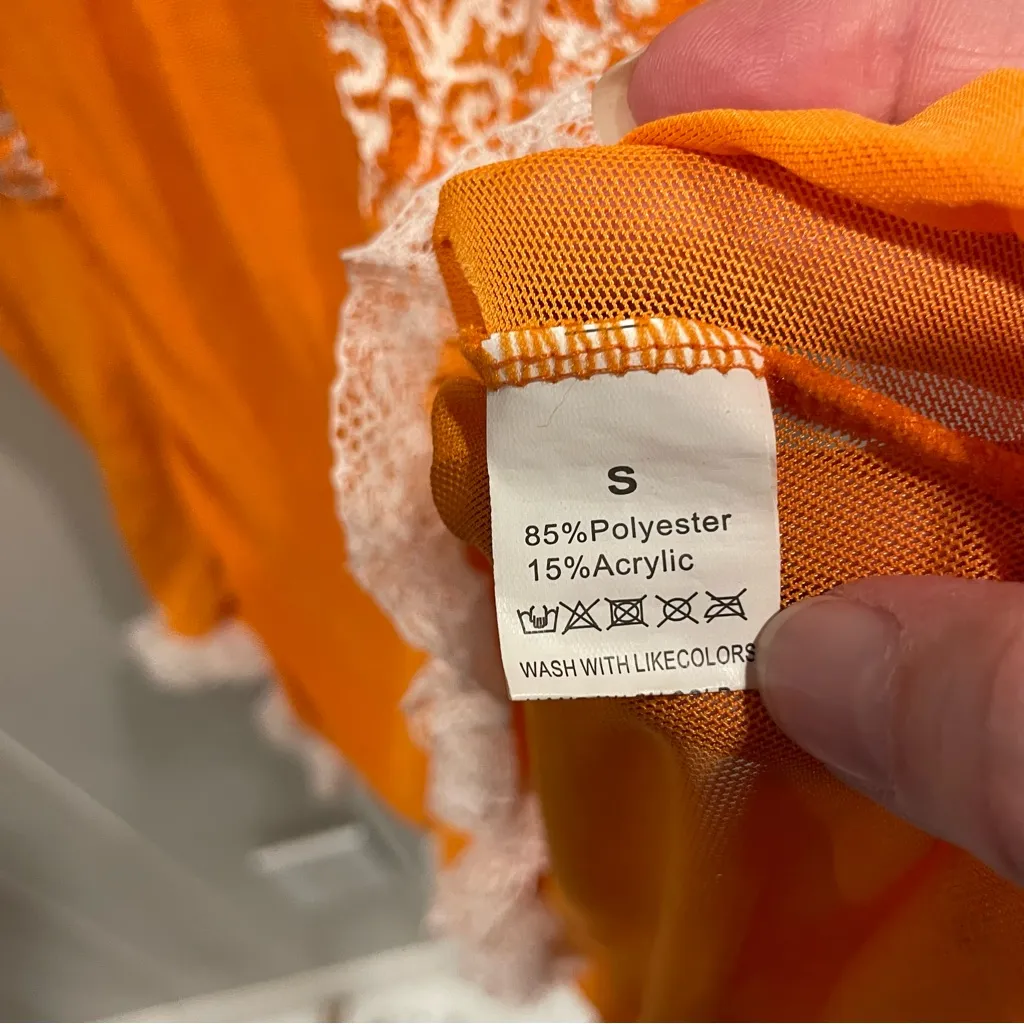 S
85%Polyester
15%Acrylic
WASH WITH LIKECOLORS